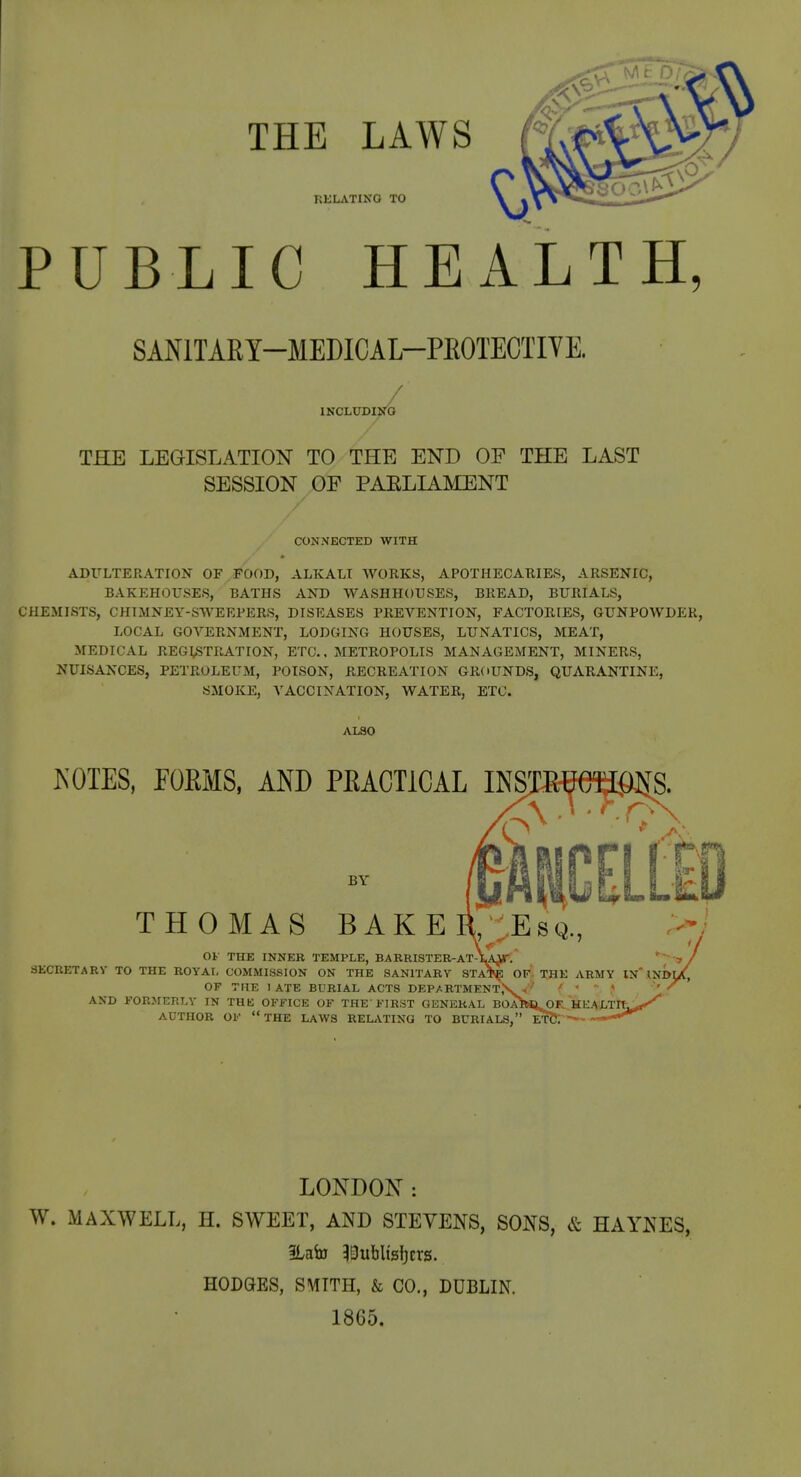 THE LAWS
RELATING TO
PUBLIC HEALTH,
SANITARY—MEDICAL—PROTECTIVE.
INCLUDING
THE LEGISLATION TO THE END OF THE LAST
SESSION OF PARLIAMENT
CONNECTED WITH
ADULTERATION OF FOOD, ALKALI WORKS, APOTHECARIES, ARSENIC,
BAKEHOUSES, BATHS AND WASHHOUSES, BREAD, BURIALS,
CHEMISTS, CHIMNEY-SWEEPERS, DISEASES PREVENTION, FACTORIES, GUNPOWDER,
LOCAL GOVERNMENT, LODGING HOUSES, LUNATICS, MEAT,
MEDICAL REGISTRATION, ETC., METROPOLIS MANAGEMENT, MINERS,
NUISANCES, PETROLEUM, POISON, RECREATION GROUNDS, QUARANTINE,
SMOKE, VACCINATION, WATER, ETC.
ALSO
NOTES, FORMS, AND PRACTICAL INSTRUCTIONS.
CANCELLED
BY
THOMAS BAKER, Esq.,
OF THE INNER TEMPLE, BARRISTER-AT-LAW.
SECRETARY TO THE ROYAL COMMISSION ON THE SANITARY STATE OF THE ARMY IN INDIA,
OF THE LATE BURIAL ACTS DEPARTMENT,
AND FORMERLY IN THE OFFICE OF THE FIRST GENERAL BOARD OF HEALTH,
AUTHOR OF "THE LAWS RELATING TO BURIALS," ETC.
LONDON:
W. MAXWELL, H. SWEET, AND STEVENS, SONS, & HAYNES,
Law Publishers.
HODGES, SMITH, & CO., DUBLIN.
1865.